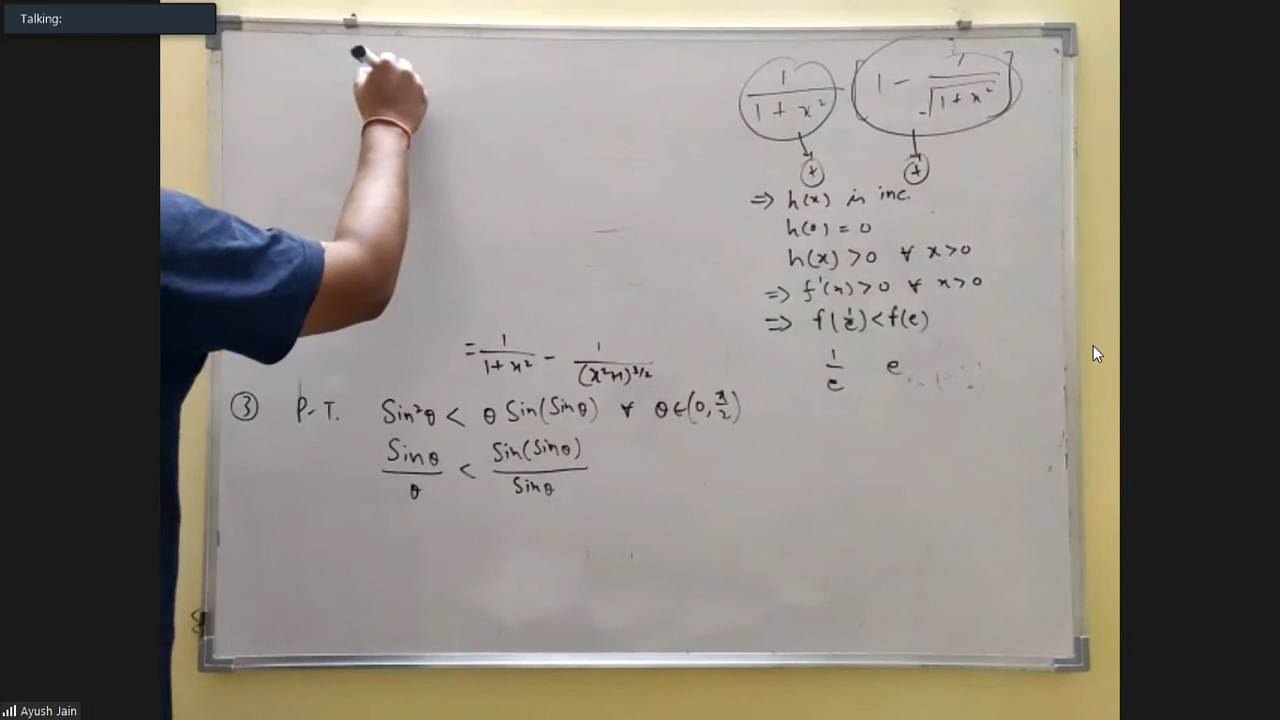 Talking:
1/(1 + x²) [1 - 1/√(1 + x²)]
+ +
⇒ h(x) is inc.
h(0) = 0
h(x) > 0 ∀ x>0
⇒ f'(x) > 0 ∀ x>0
⇒ f(1/e) < f(e)
1/e e
= 1/(1+x²) - 1/(x²+1)^(3/2)
③ P.T. Sin²θ < θ Sin(Sinθ) ∀ θ∈(0, π/2)
Sinθ/θ < Sin(Sinθ)/Sinθ
Ayush Jain